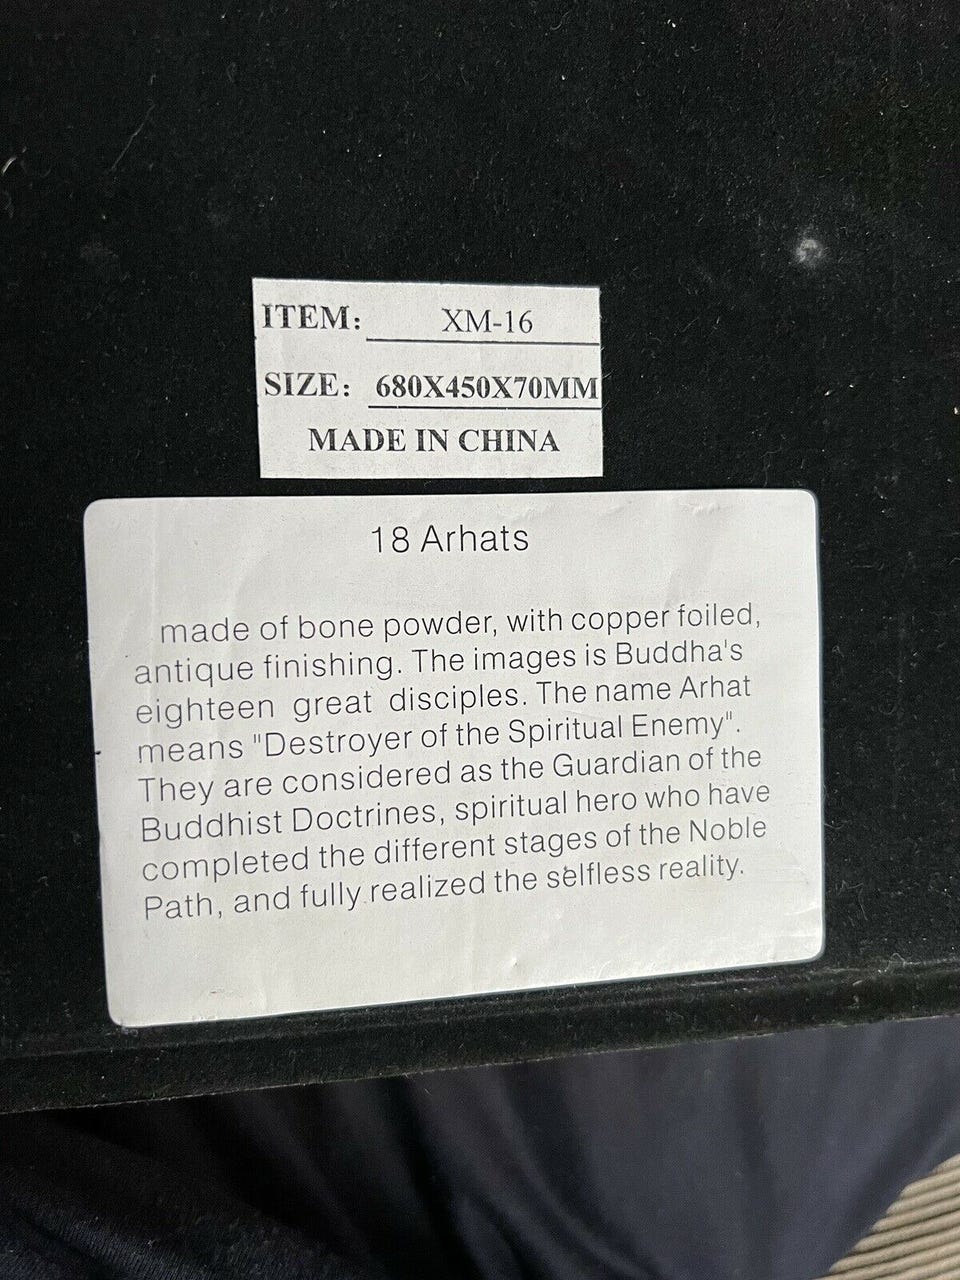 ITEM: XM-16
SIZE: 680X450X70MM
MADE IN CHINA
18 Arhats
made of bone powder, with copper foiled,
antique finishing. The images is Buddha's
eighteen great disciples. The name Arhat
means "Destroyer of the Spiritual Enemy".
They are considered as the Guardian of the
Buddhist Doctrines, spiritual hero who have
completed the different stages of the Noble
Path, and fully realized the selfless reality.